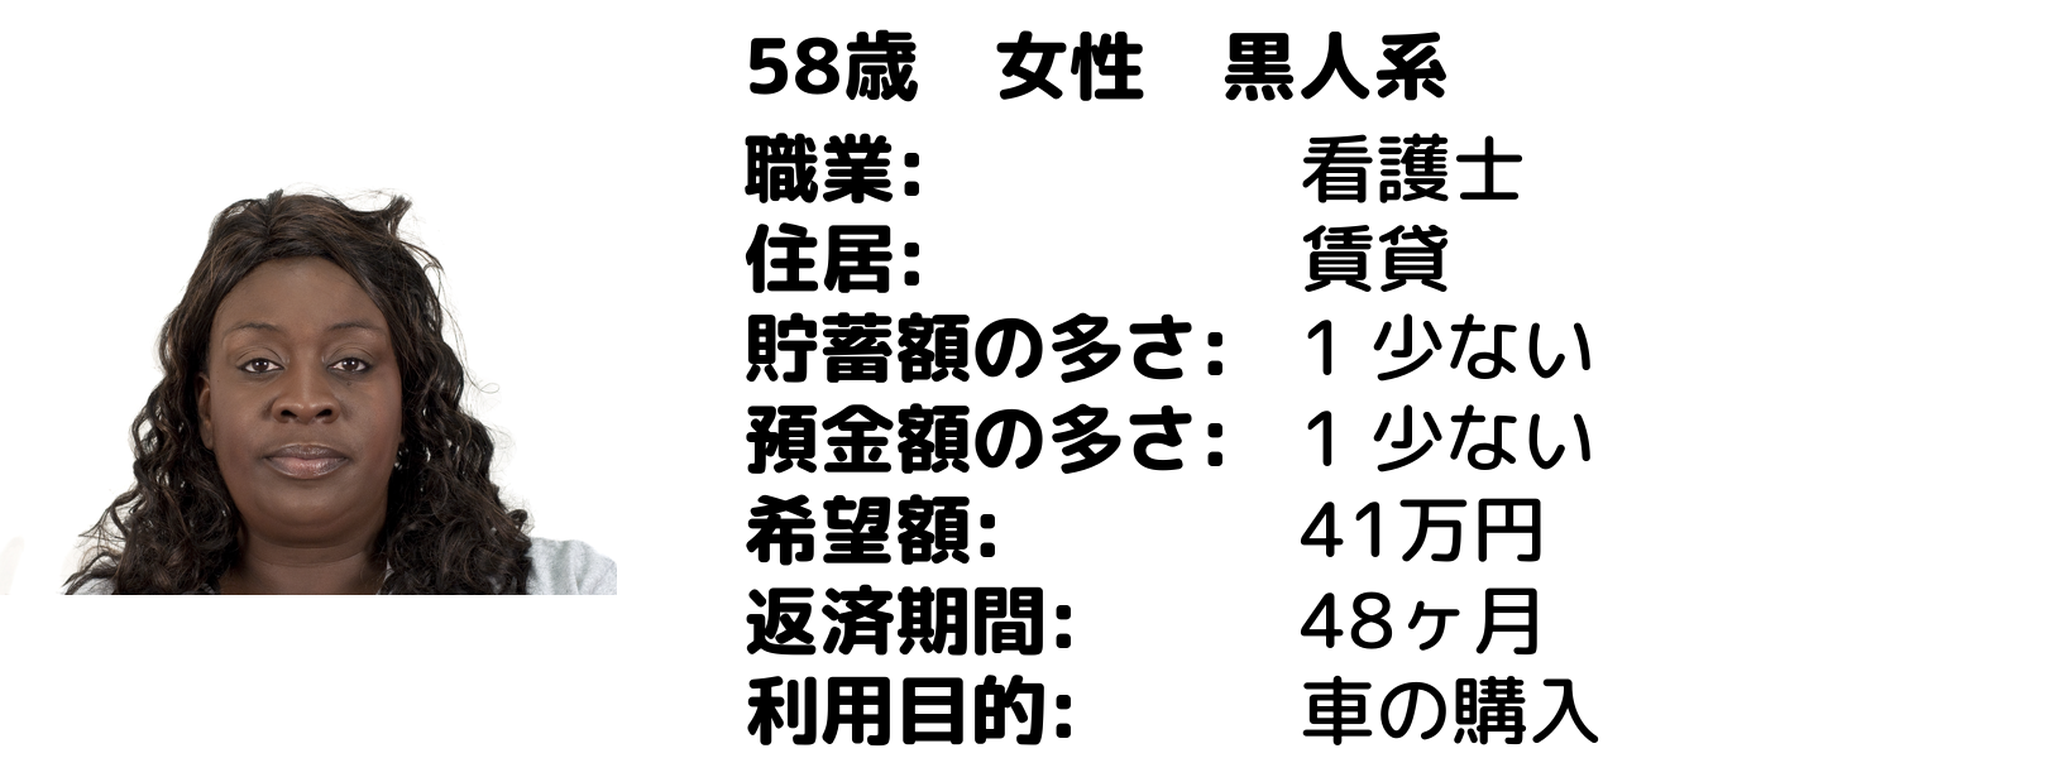 58歳　女性　黒人系
職業: 看護士
住居: 賃貸
貯蓄額の多さ: 1 少ない
預金額の多さ: 1 少ない
希望額: 41万円
返済期間: 48ヶ月
利用目的: 車の購入